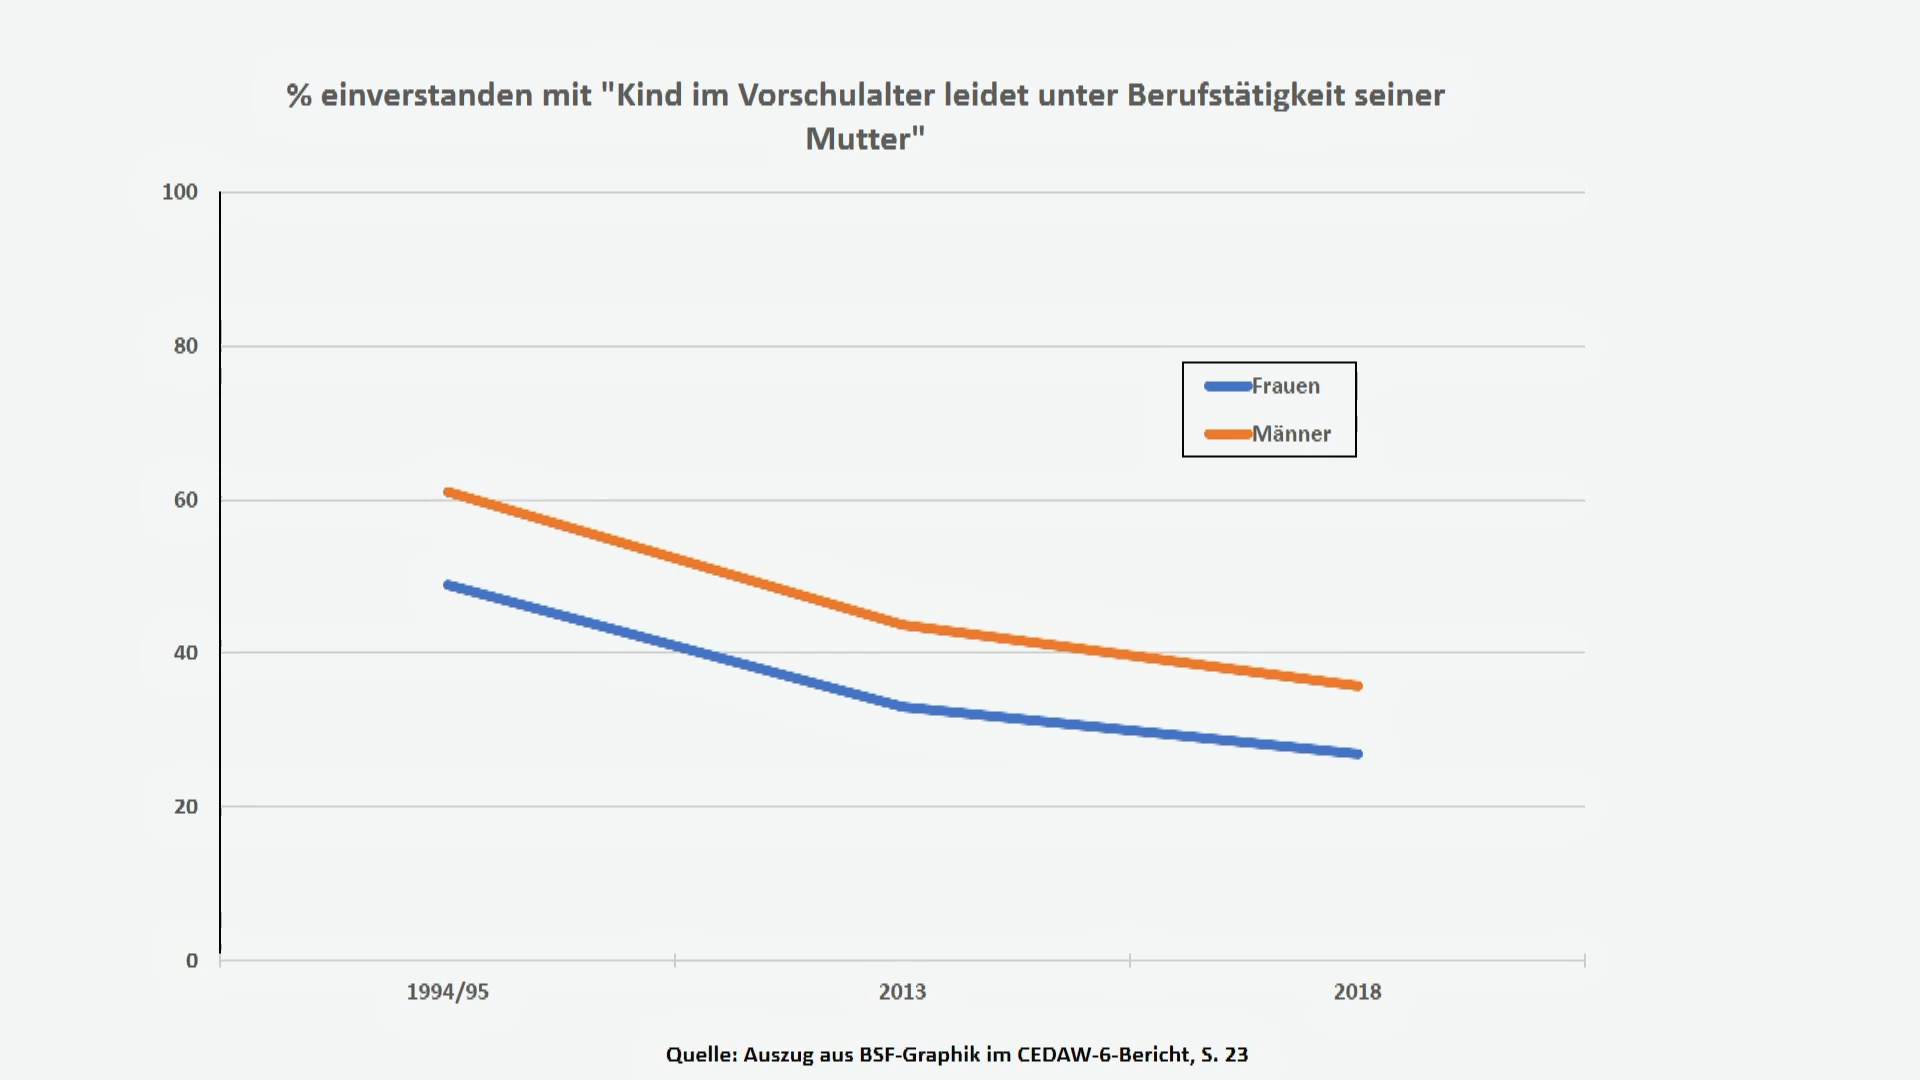 % einverstanden mit "Kind im Vorschulalter leidet unter Berufstätigkeit seiner
Mutter"
100
80
60
40
20
0
Frauen
Männer
1994/95
2013
2018
Quelle: Auszug aus BSF-Graphik im CEDAW-6-Bericht, S. 23